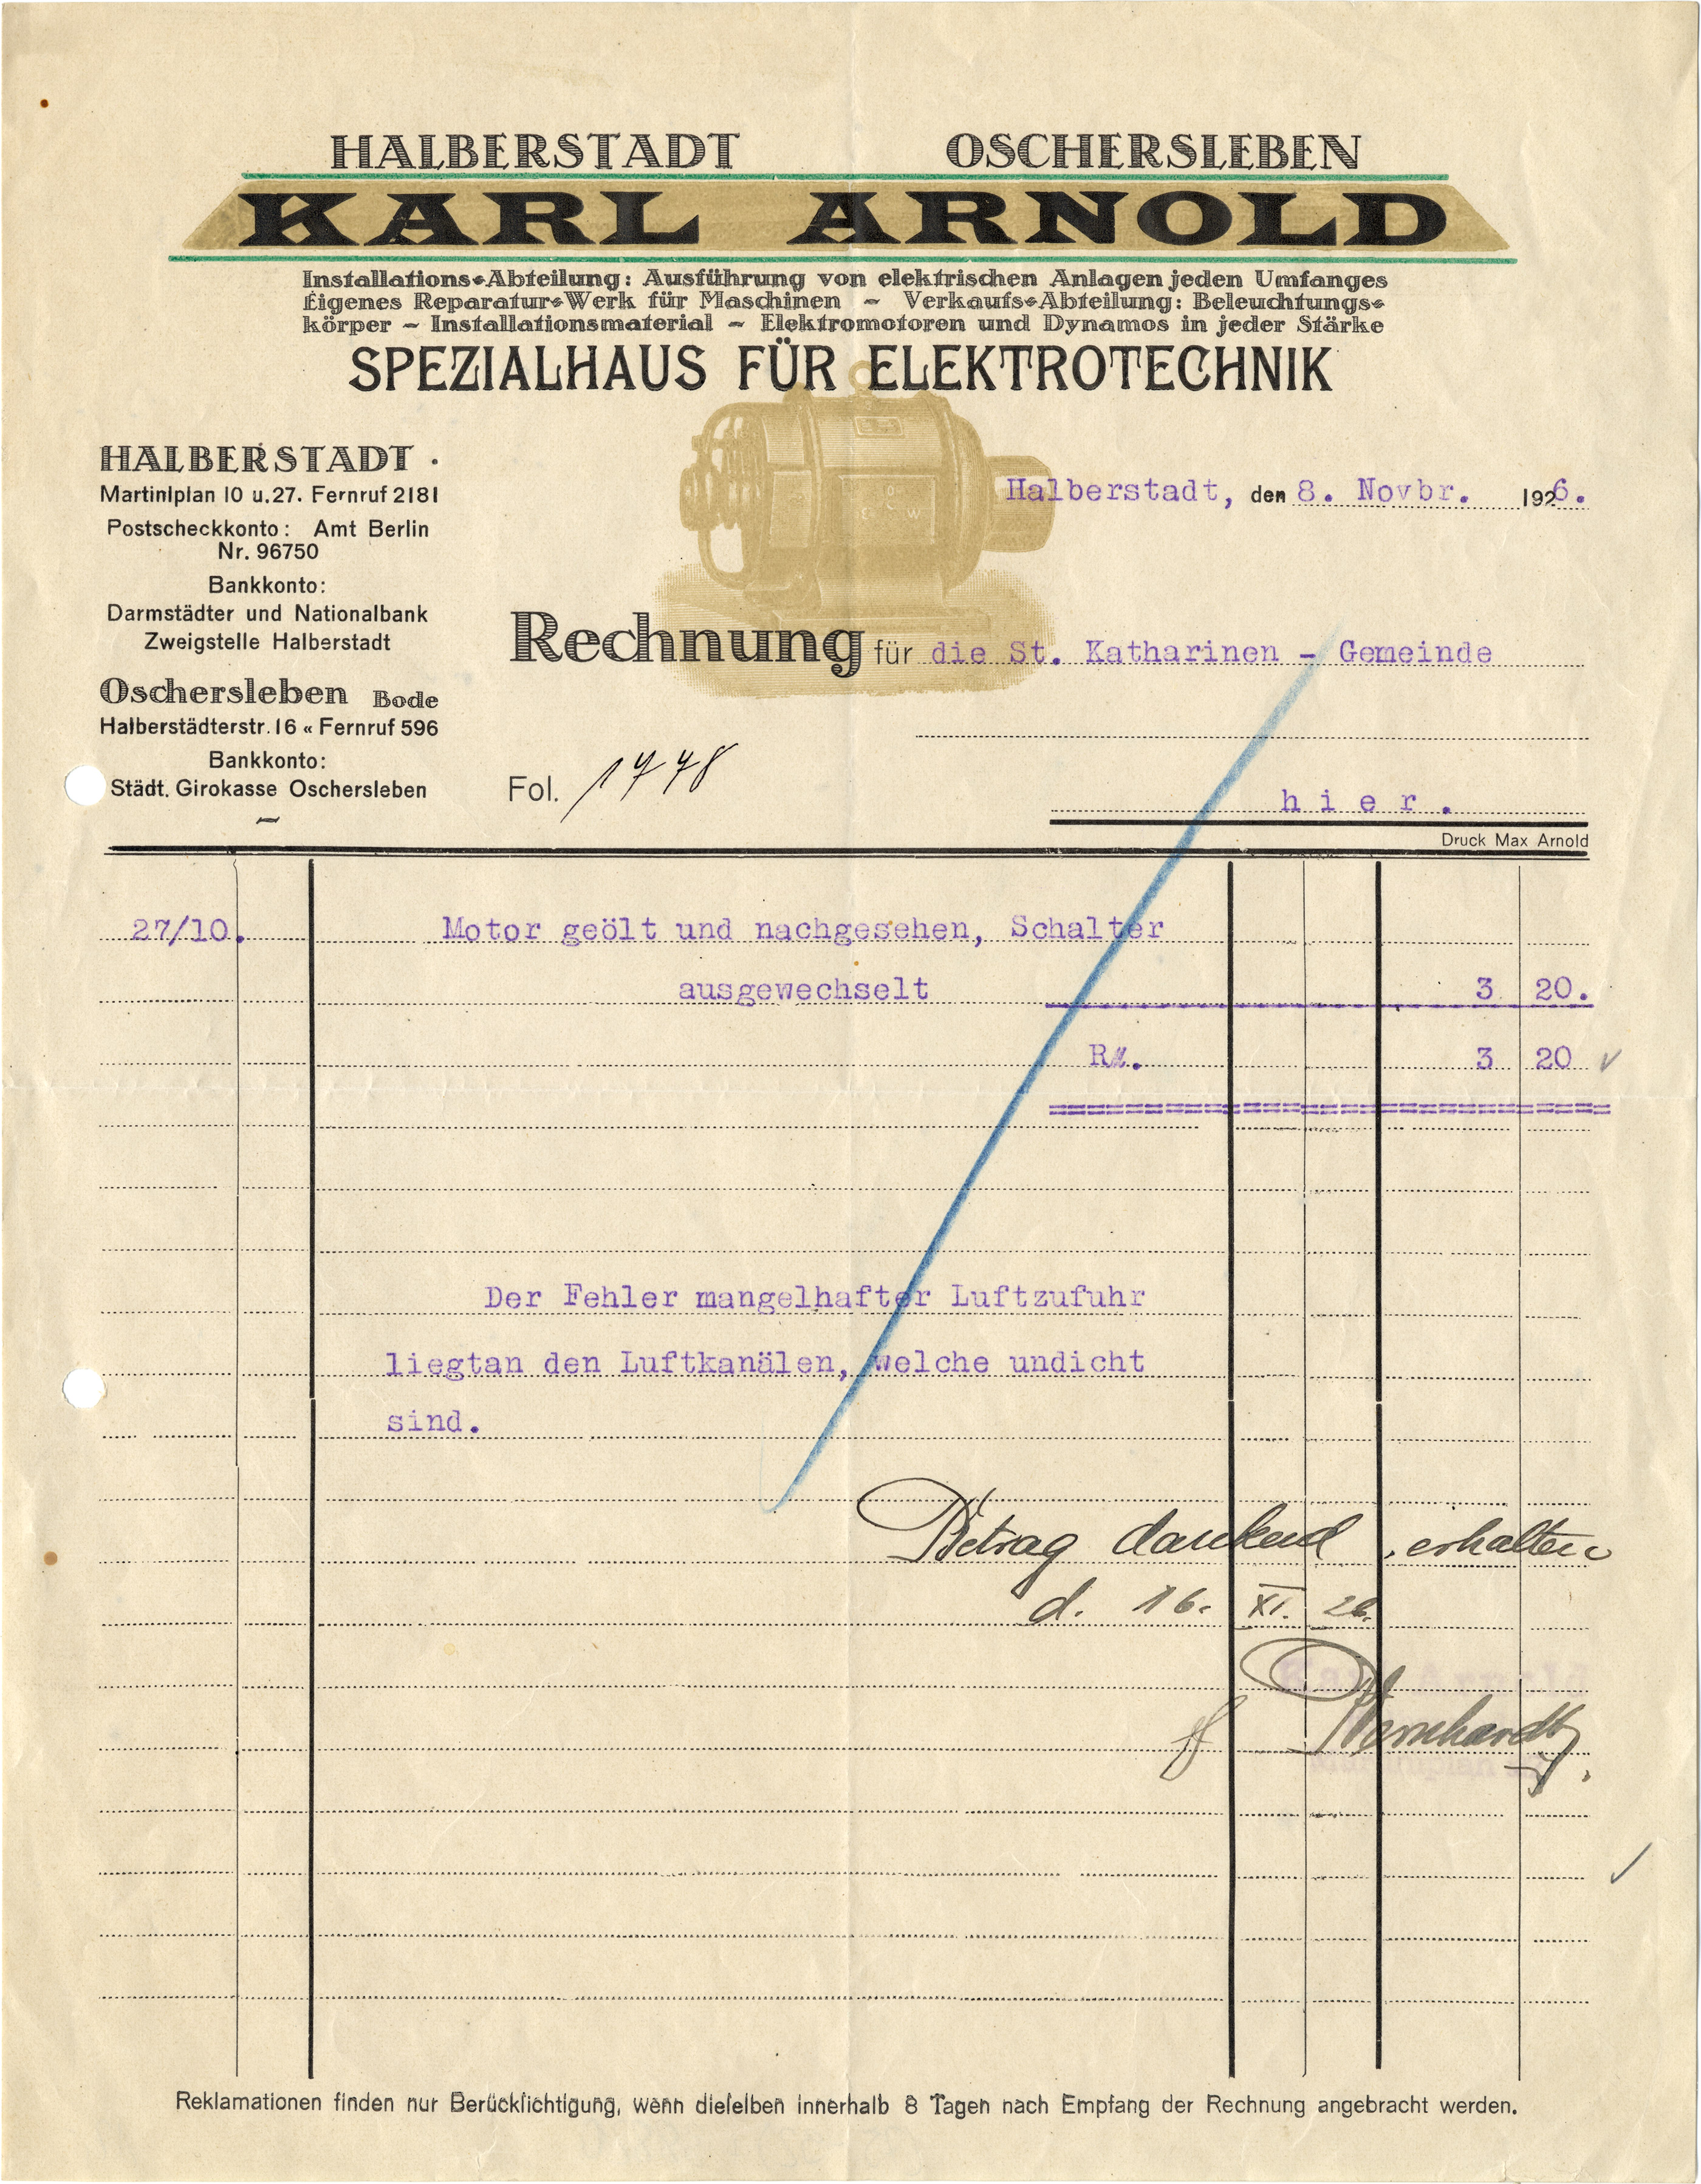 HALBERSTADT OSCHERSLEBEN
KARL ARNOLD
Installations-Abteilung: Ausführung von elektrischen Anlagen jeden Umfanges
Eigenes Reparatur-Werk für Maschinen ~ Verkaufs-Abteilung: Beleuchtungs-
körper ~ Installationsmaterial ~ Elektromotoren und Dynamos in jeder Stärke
SPEZIALHAUS FÜR ELEKTROTECHNIK
HALBERSTADT
Martiniplan 10 u. 27. Fernruf 2181
Postscheckkonto: Amt Berlin
Nr. 96750
Bankkonto:
Darmstädter und Nationalbank
Zweigstelle Halberstadt
Oschersleben Bode
Halberstädterstr. 16 « Fernruf 596
Bankkonto:
Städt. Girokasse Oschersleben
Halberstadt, den 8. Novbr. 1926.
Rechnung für die St. Katharinen - Gemeinde
Fol. 1778
hier.
Druck Max Arnold
27/10. Motor geölt und nachgesehen, Schalter
ausgewechselt 3 20.
3 20
Der Fehler mangelhafter Luftzufuhr
liegtan den Luftkanälen, welche undicht
sind.
Betrag dankend erhalten
d. 16. XI. 26.
Karl Arnold
Reklamationen finden nur Berücksichtigung, wenn dieselben innerhalb 8 Tagen nach Empfang der Rechnung angebracht werden.